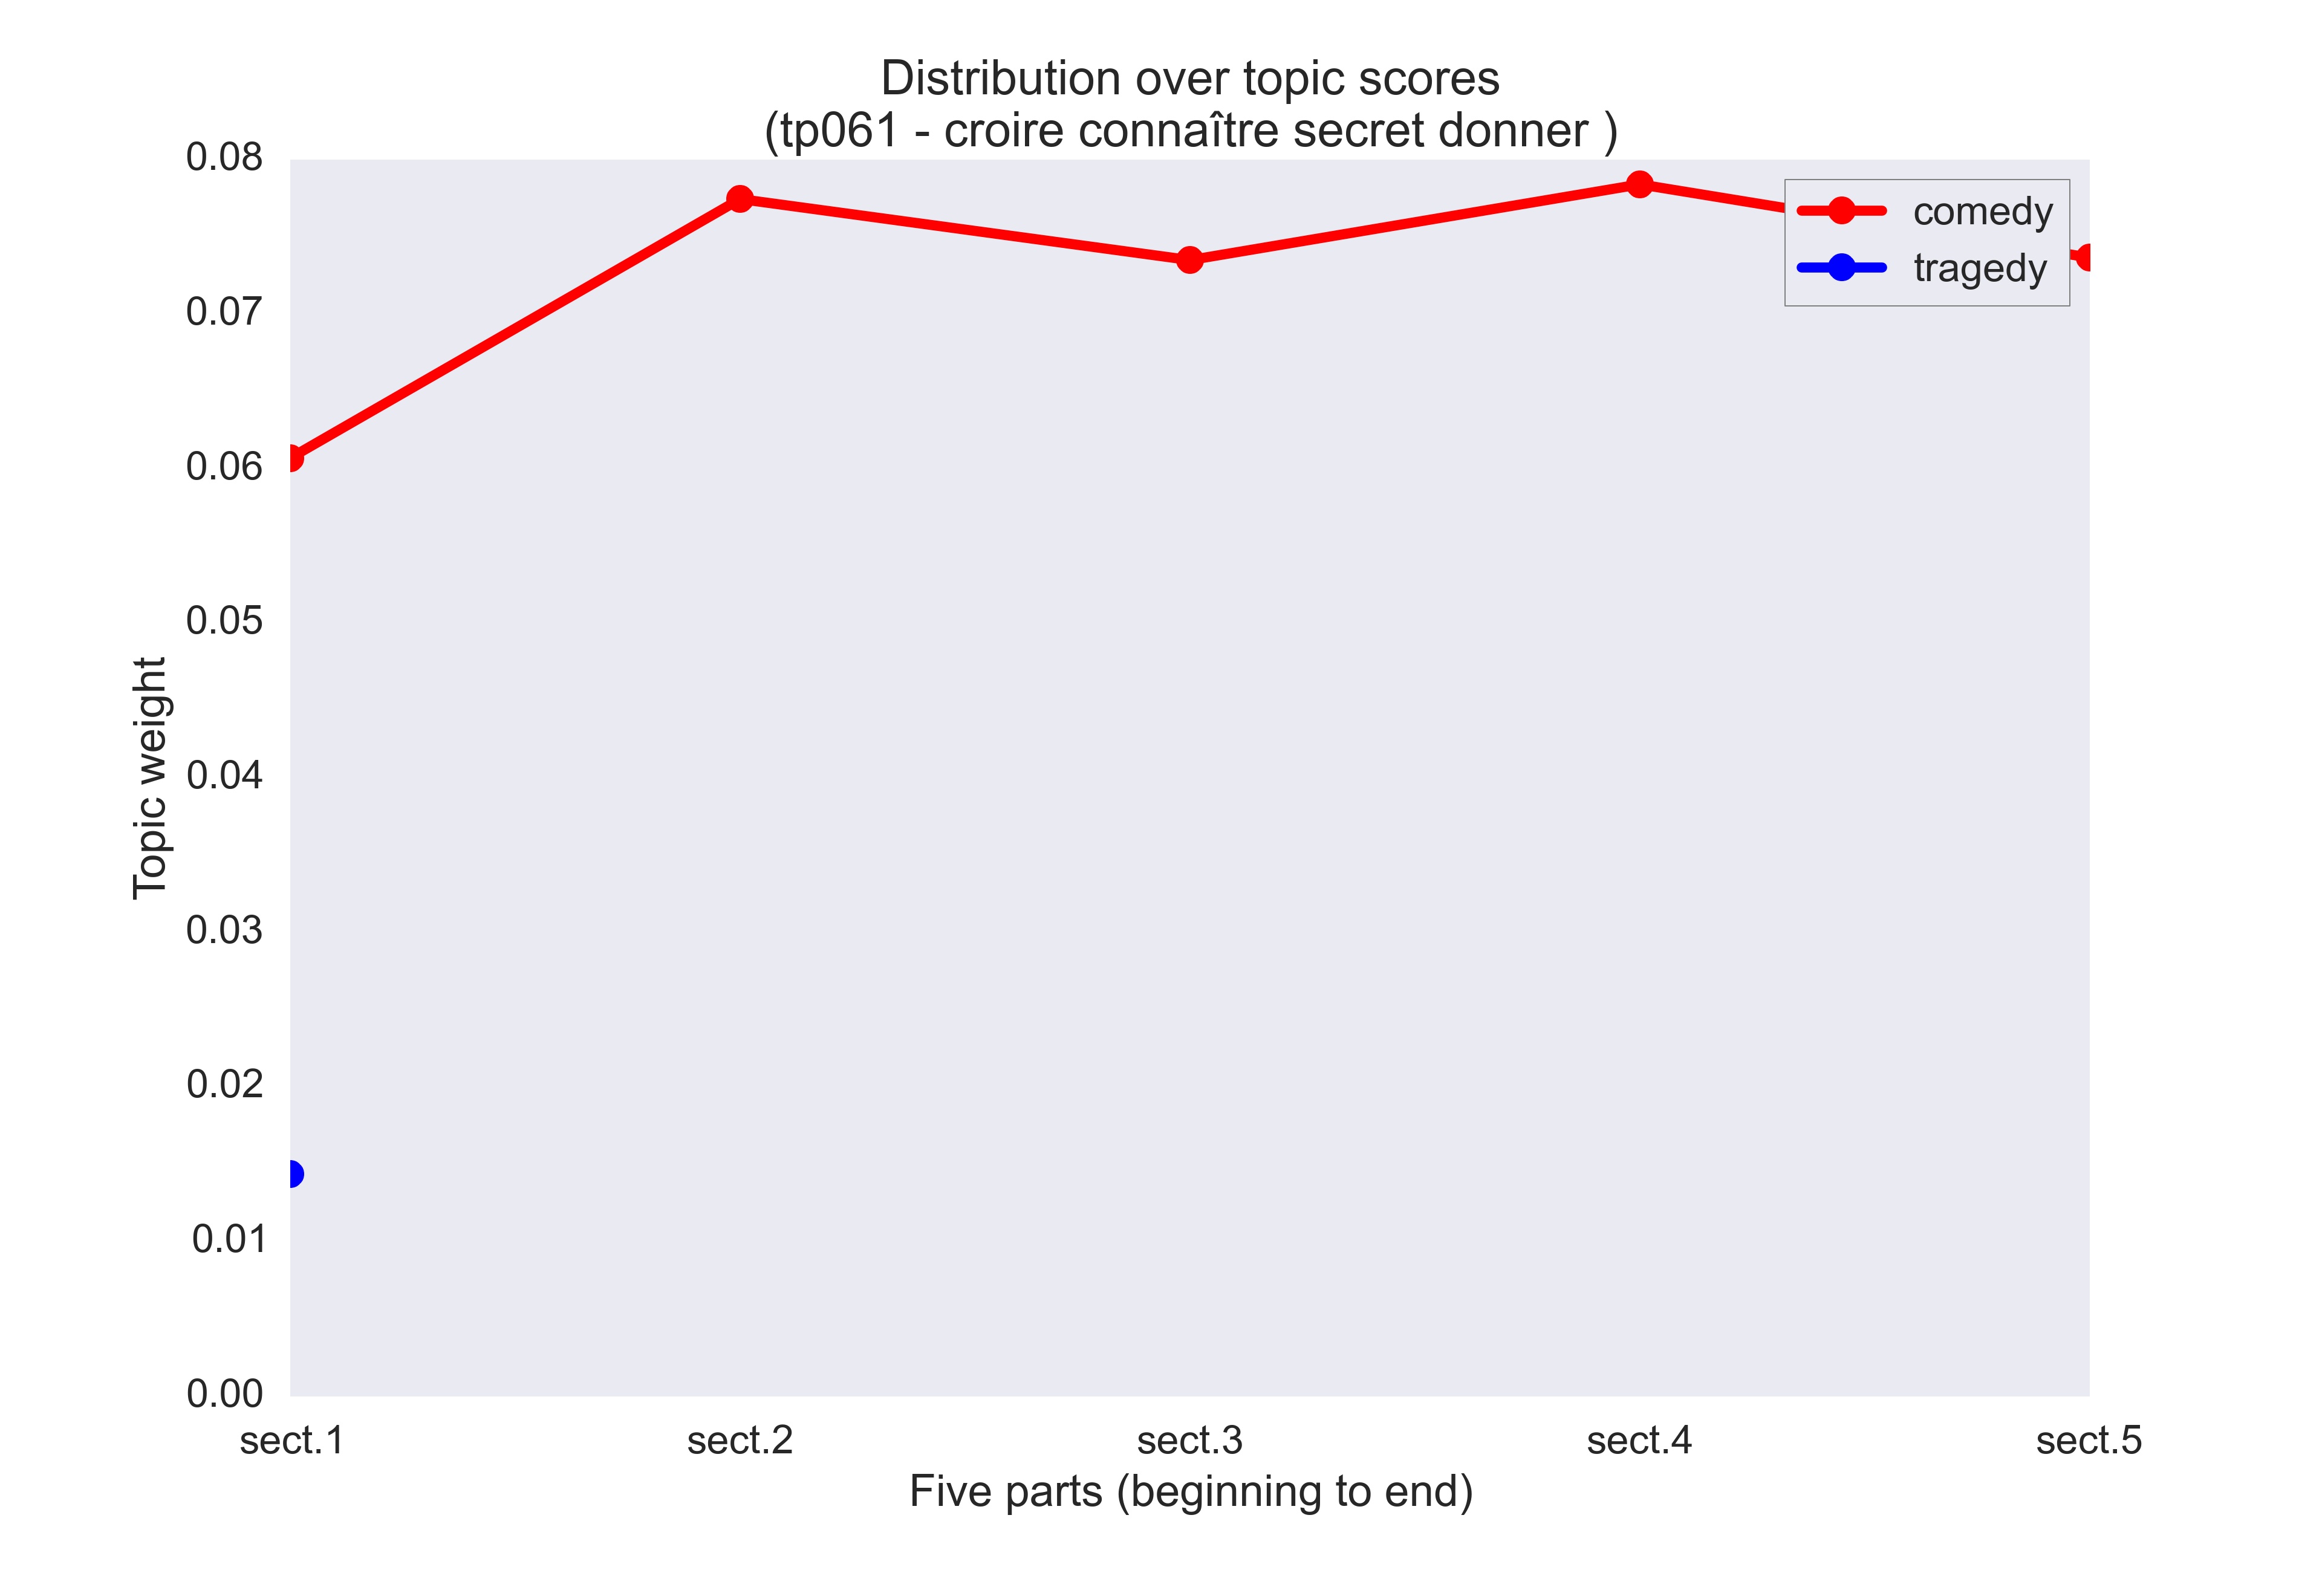 Distribution over topic scores
(tp061 - croire connaître secret donner )
0.08
0.07
0.06
0.05
0.04
0.03
0.02
0.01
0.00
Topic weight
comedy
tragedy
sect.1 sect.2 sect.3 sect.4 sect.5
Five parts (beginning to end)